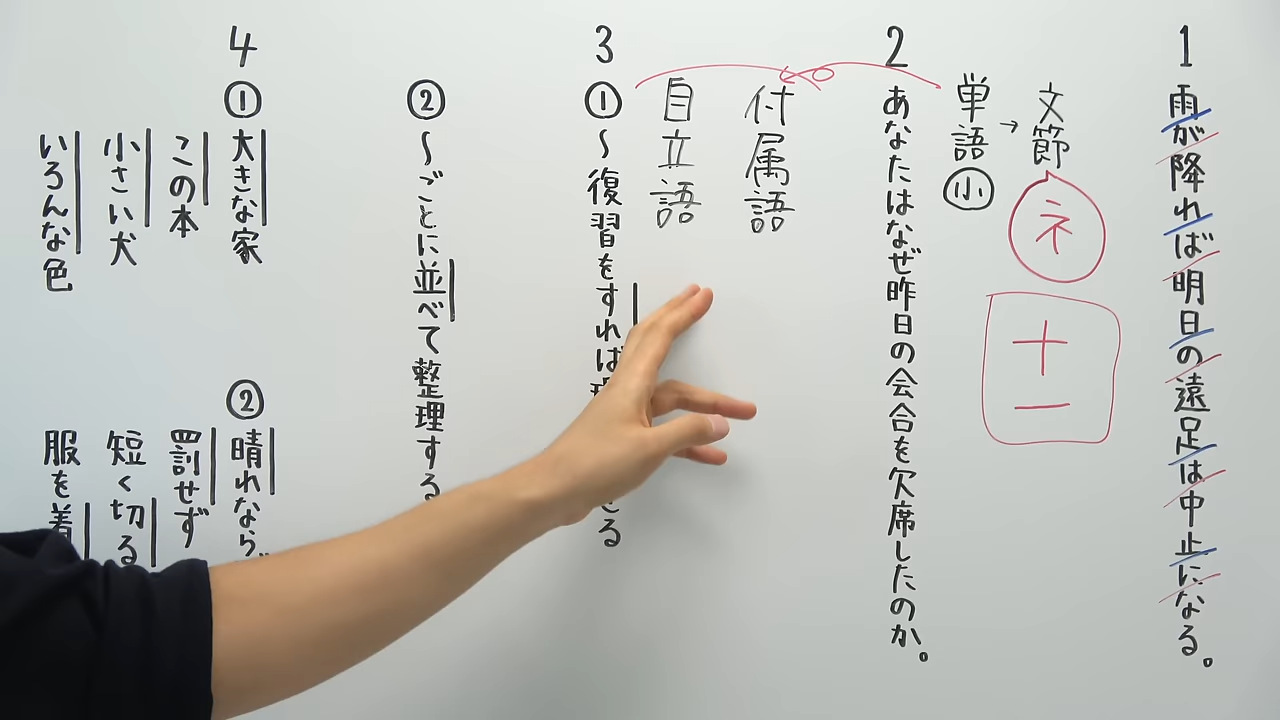 1
雨が降れば明日の遠足は中止になる。
文節
ネ
十一
→
単語
小
2
あなたはなぜ昨日の会合を欠席したのか。
付属語
自立語
3
①〜復習をすれば
る
②〜ごとに並べて整理する
4
①大きな家
この本
小さい犬
いろんな色
②晴れなら
罰せず
短く切る
服を着